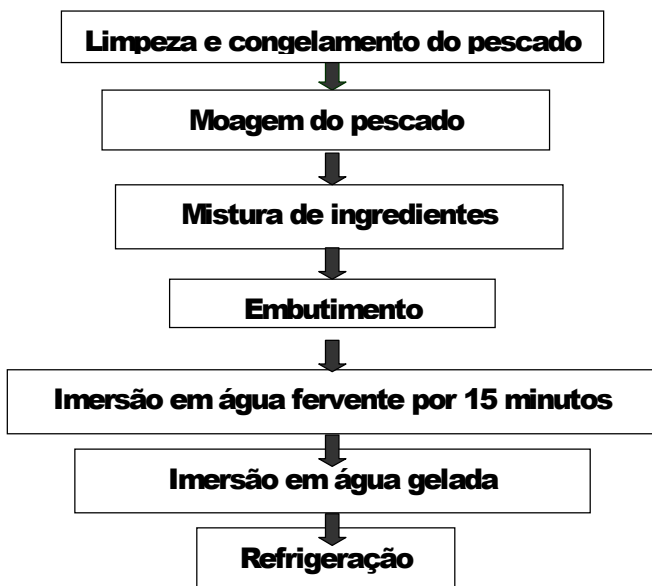 Limpeza e congelamento do pescado
Moagem do pescado
Mistura de ingredientes
Embutimento
Imersão em água fervente por 15 minutos
Imersão em água gelada
Refrigeração